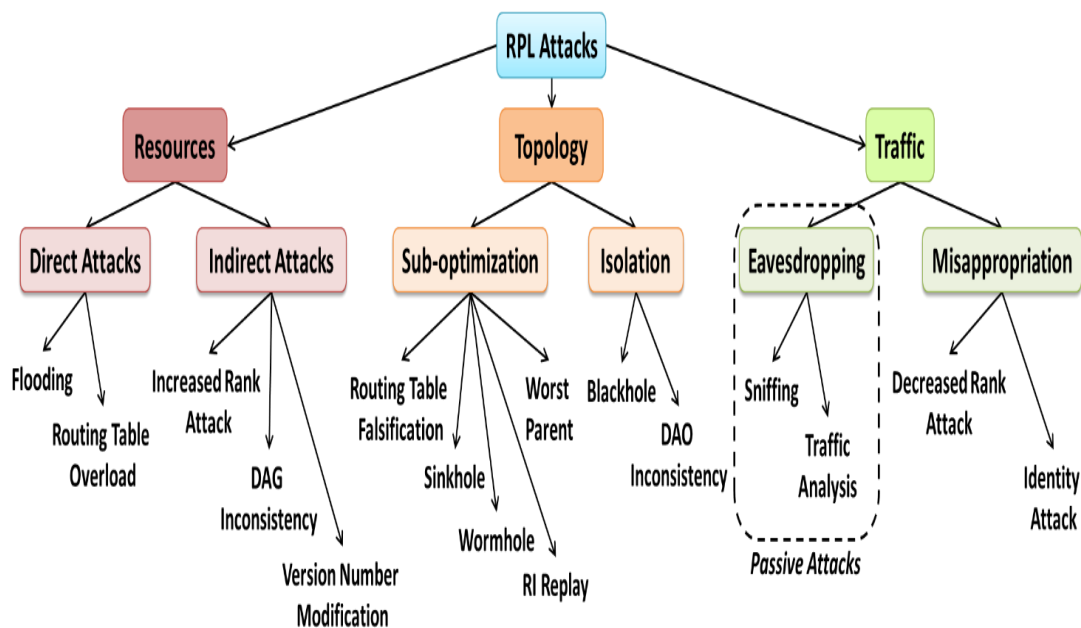 RPL Attacks
Resources
Topology
Traffic
Direct Attacks
Indirect Attacks
Sub-optimization
Isolation
Eavesdropping
Misappropriation
Flooding
Routing Table
Overload
Increased Rank
Attack
DAG
Inconsistency
Version Number
Modification
Routing Table
Falsification
Sinkhole
Wormhole
RI Replay
Worst
Parent
Blackhole
DAO
Inconsistency
Sniffing
Traffic
Analysis
Passive Attacks
Decreased Rank
Attack
Identity
Attack